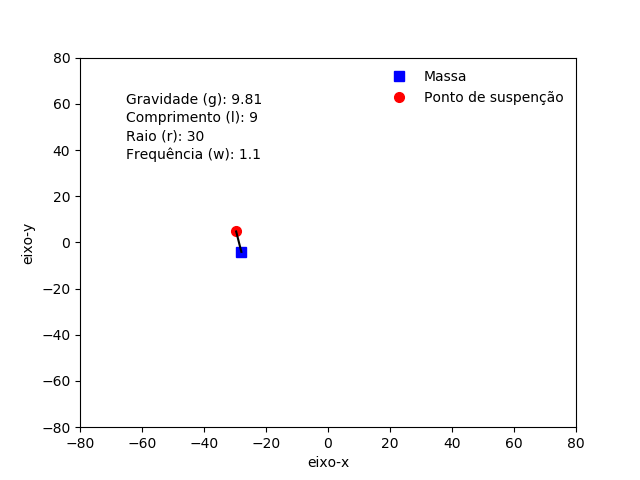 Massa
Ponto de suspenção
Gravidade (g): 9.81
Comprimento (l): 9
Raio (r): 30
Frequência (w): 1.1
80
60
40
20
0
−20
−40
−60
−80
eixo-y
−80 −60 −40 −20 0 20 40 60 80
eixo-x